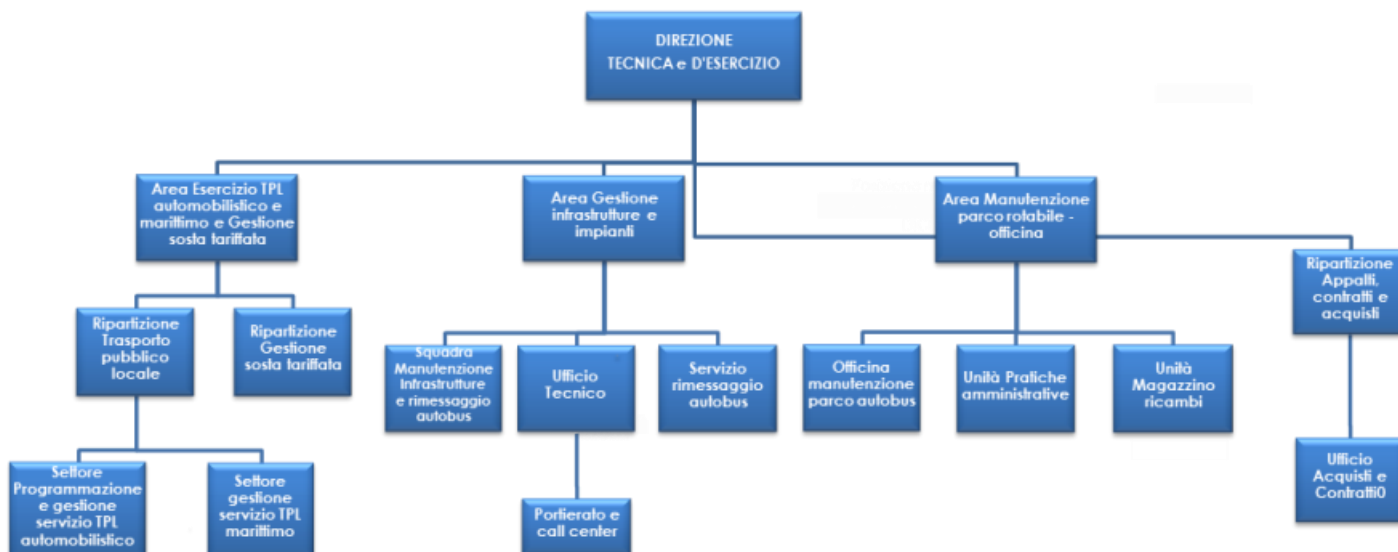 DIREZIONE
TECNICA e D'ESERCIZIO
Area Esercizio TPL
automobilistico e
marittimo e Gestione
sosta tariffata
Area Gestione
infrastrutture e
impianti
Area Manutenzione
parco rotabile -
officina
Ripartizione
Appalti,
contratti e
acquisti
Ripartizione
Trasporto
pubblico
locale
Ripartizione
Gestione
sosta tariffata
Squadra
Manutenzione
Infrastrutture
e rimessaggio
autobus
Ufficio
Tecnico
Servizio
rimessaggio
autobus
Officina
manutenzione
parco autobus
Unità Pratiche
amministrative
Unità
Magazzino
ricambi
Settore
Programmazione
e gestione
servizio TPL
automobilistico
Settore
gestione
servizio TPL
marittimo
Portierato e
call center
Ufficio
Acquisti e
Contratti0